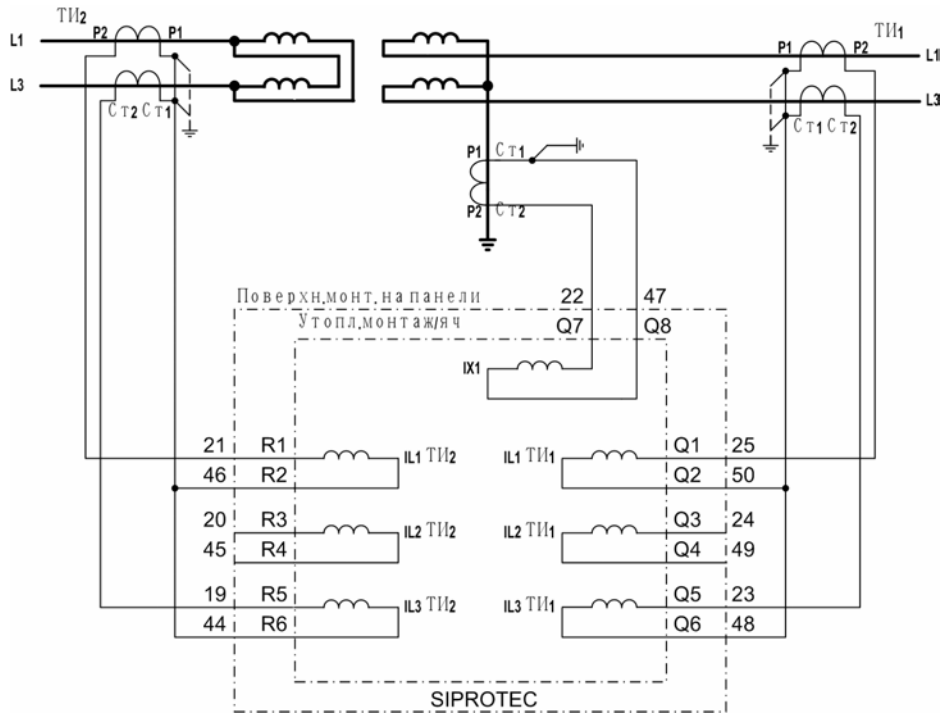 ТИ2
ТИ1
P2 P1
P1 P2
L1
L1
L3
L3
Ст2 Ст1
Ст1 Ст2
P1 Ст1
P2 Ст2
Поверхн.монт. на панели 22 47
Утопл.монтаж/яч Q7 Q8
IX1
21 R1 IL1 ТИ2 IL1 ТИ1 Q1 25
46 R2 Q2 50
20 R3 IL2 ТИ2 IL2 ТИ1 Q3 24
45 R4 Q4 49
19 R5 IL3 ТИ2 IL3 ТИ1 Q5 23
44 R6 Q6 48
SIPROTEC